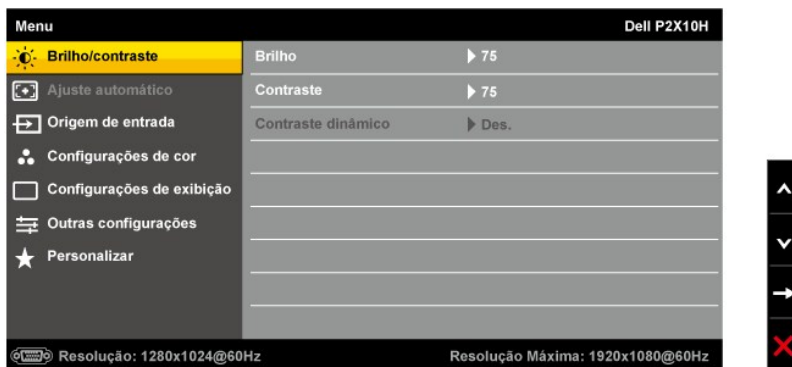 Menu Dell P2X10H
Brilho/contraste Brilho 75
Ajuste automático Contraste 75
Origem de entrada Contraste dinâmico Des.
Configurações de cor
Configurações de exibição
Outras configurações
Personalizar
Resolução: 1280x1024@60Hz Resolução Máxima: 1920x1080@60Hz